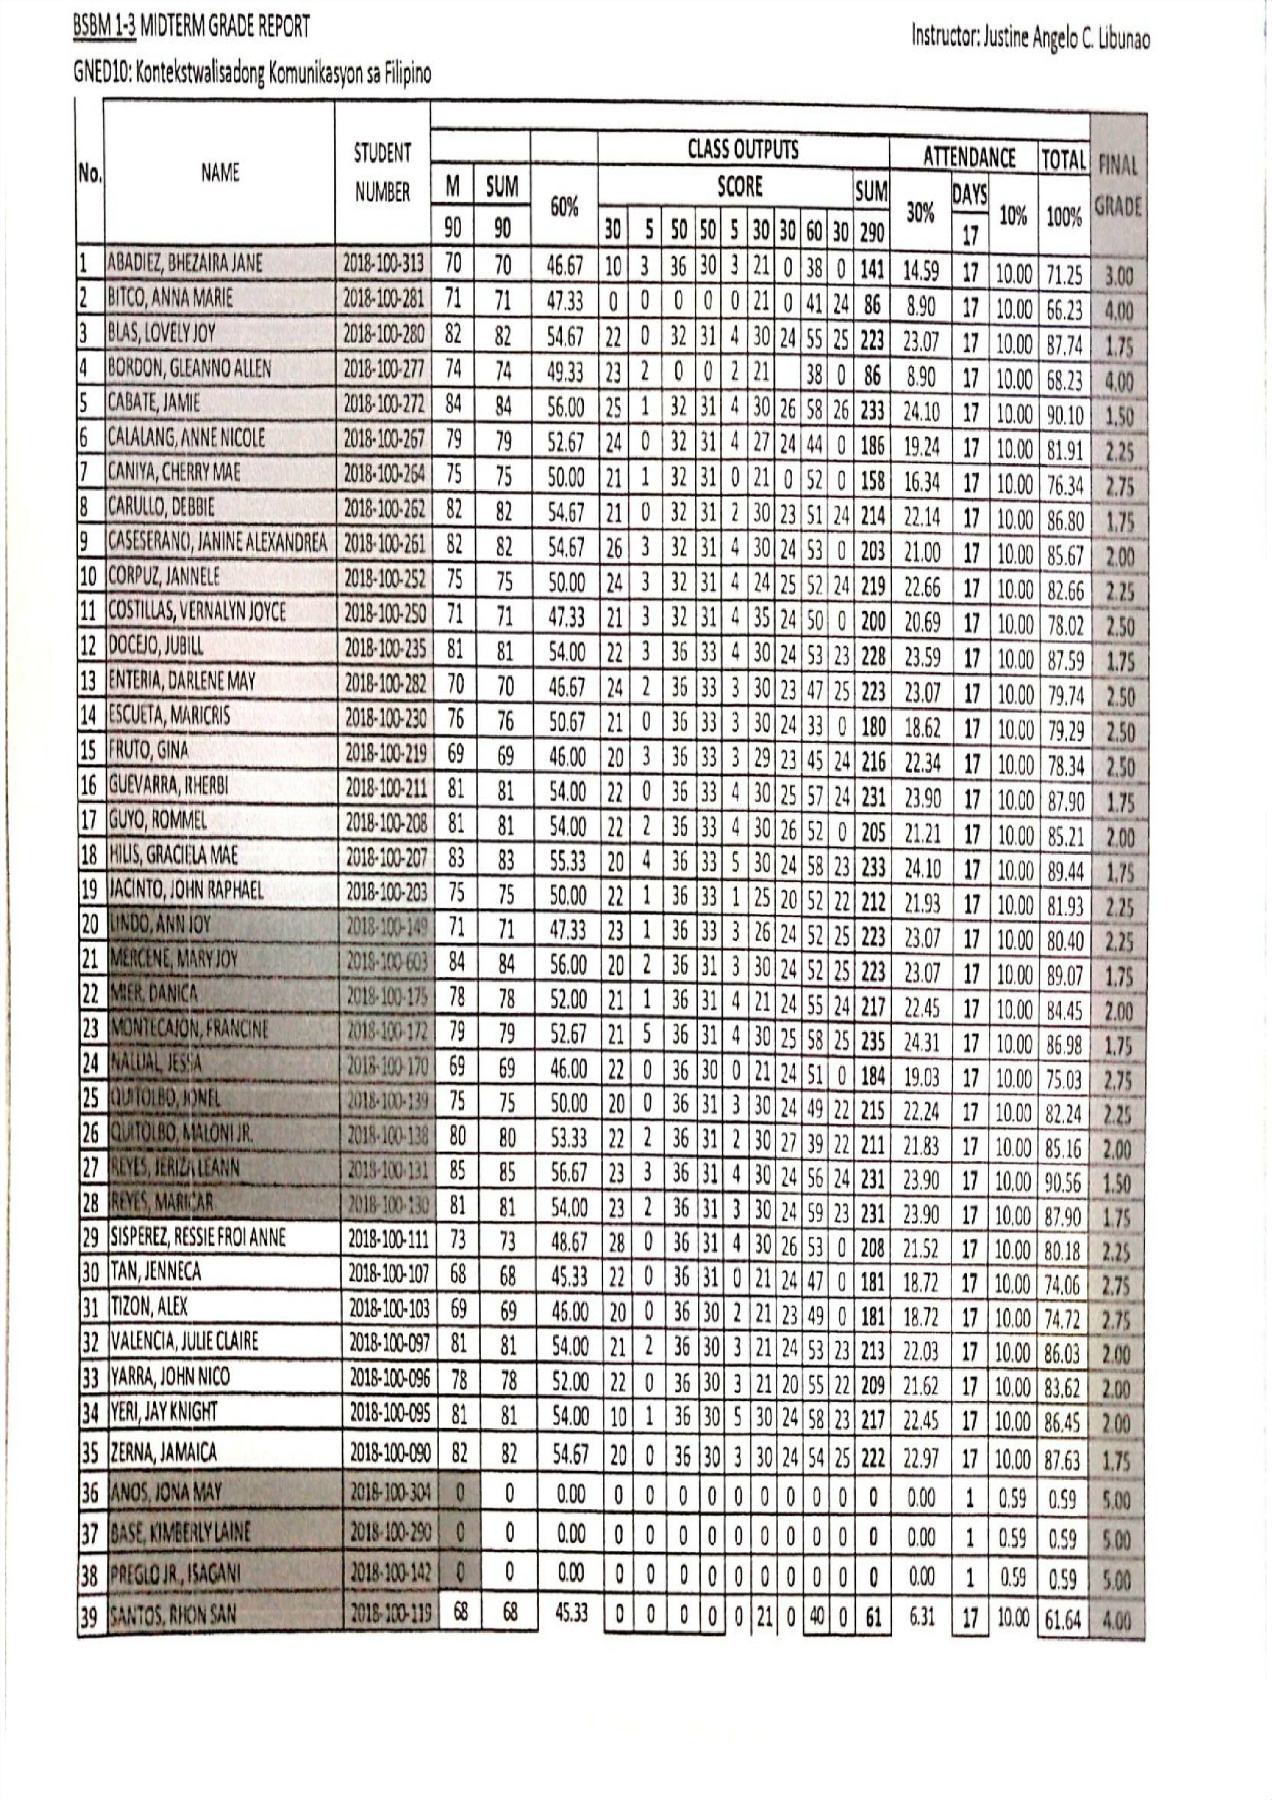 BSBM 1-3 MIDTERM GRADE REPORT
Instructor: Justine Angelo C. Libunao
GNED10: Kontekstwalisadong Komunikasyon sa Filipino
No. NAME STUDENT NUMBER CLASS OUTPUTS ATTENDANCE TOTAL FINAL GRADE
M SUM 60% SCORE SUM 30% DAYS 10% 100%
90 90 30 5 50 50 5 30 30 60 30 290 17
1 ABADIEZ, BHEZAIRA JANE 2018-100-313 70 70 46.67 10 3 36 30 3 21 0 38 0 141 14.59 17 10.00 71.25 3.00
2 BITCO, ANNA MARIE 2018-100-281 71 71 47.33 0 0 0 0 0 21 0 41 24 86 8.90 17 10.00 66.23 4.00
3 BLAS, LOVELY JOY 2018-100-280 82 82 54.67 22 0 32 31 4 30 24 55 25 223 23.07 17 10.00 87.74 1.75
4 BORDON, GLEANNO ALLEN 2018-100-277 74 74 49.33 23 2 0 0 2 21 38 0 86 8.90 17 10.00 68.23 4.00
5 CABATE, JAMIE 2018-100-272 84 84 56.00 25 1 32 31 4 30 26 58 26 233 24.10 17 10.00 90.10 1.50
6 CALALANG, ANNE NICOLE 2018-100-267 79 79 52.67 24 0 32 31 4 27 24 44 0 186 19.24 17 10.00 81.91 2.25
7 CANIYA, CHERRY MAE 2018-100-264 75 75 50.00 21 1 32 31 0 21 0 52 0 158 16.34 17 10.00 76.34 2.75
8 CARULLO, DEBBIE 2018-100-262 82 82 54.67 21 0 32 31 2 30 23 51 24 214 22.14 17 10.00 86.80 1.75
9 CASESERANO, JANINE ALEXANDREA 2018-100-261 82 82 54.67 26 3 32 31 4 30 24 53 0 203 21.00 17 10.00 85.67 2.00
10 CORPUZ, JANNELE 2018-100-252 75 75 50.00 24 3 32 31 4 24 25 52 24 219 22.66 17 10.00 82.66 2.25
11 COSTILLAS, VERNALYN JOYCE 2018-100-250 71 71 47.33 21 3 32 31 4 35 24 50 0 200 20.69 17 10.00 78.02 2.50
12 DOCEJO, JUBILL 2018-100-235 81 81 54.00 22 3 36 33 4 30 24 53 23 228 23.59 17 10.00 87.59 1.75
13 ENTERIA, DARLENE MAY 2018-100-282 70 70 46.67 24 2 36 33 3 30 23 47 25 223 23.07 17 10.00 79.74 2.50
14 ESCUETA, MARICRIS 2018-100-230 76 76 50.67 21 0 36 33 3 30 24 33 0 180 18.62 17 10.00 79.29 2.50
15 FRUTO, GINA 2018-100-219 69 69 46.00 20 3 36 33 3 29 23 45 24 216 22.34 17 10.00 78.34 2.50
16 GUEVARRA, RHERBI 2018-100-211 81 81 54.00 22 0 36 33 4 30 25 57 24 231 23.90 17 10.00 87.90 1.75
17 GUYO, ROMMEL 2018-100-208 81 81 54.00 22 2 36 33 4 30 26 52 0 205 21.21 17 10.00 85.21 2.00
18 HILIS, GRACIELA MAE 2018-100-207 83 83 55.33 20 4 36 33 5 30 24 58 23 233 24.10 17 10.00 89.44 1.75
19 JACINTO, JOHN RAPHAEL 2018-100-203 75 75 50.00 22 1 36 33 1 25 20 52 22 212 21.93 17 10.00 81.93 2.25
20 LINDO, ANN JOY 2018-100-149 71 71 47.33 23 1 36 33 3 26 24 52 25 223 23.07 17 10.00 80.40 2.25
21 MERCENE, MARY JOY 2018-100-603 84 84 56.00 20 2 36 31 3 30 24 52 25 223 23.07 17 10.00 89.07 1.75
22 MIER, DANICA 2018-100-175 78 78 52.00 21 1 36 31 4 21 24 55 24 217 22.45 17 10.00 84.45 2.00
23 MONTECAJON, FRANCINE 2018-100-172 79 79 52.67 21 5 36 31 4 30 25 58 25 235 24.31 17 10.00 86.98 1.75
24 NALUAL, JESSA 2018-100-170 69 69 46.00 22 0 36 30 0 21 24 51 0 184 19.03 17 10.00 75.03 2.75
25 QUITOLBO, JONEL 2018-100-139 75 75 50.00 20 0 36 31 3 30 24 49 22 215 22.24 17 10.00 82.24 2.25
26 QUITOLBO, MALONI JR. 2018-100-138 80 80 53.33 22 2 36 31 2 30 27 39 22 211 21.83 17 10.00 85.16 2.00
27 REYES, JERIZA LEANN 2018-100-131 85 85 56.67 23 3 36 31 4 30 24 56 24 231 23.90 17 10.00 90.56 1.50
28 REYES, MARICAR 2018-100-130 81 81 54.00 23 2 36 31 3 30 24 59 23 231 23.90 17 10.00 87.90 1.75
29 SISPEREZ, RESSIE FROI ANNE 2018-100-111 73 73 48.67 28 0 36 31 4 30 26 53 0 208 21.52 17 10.00 80.18 2.25
30 TAN, JENNECA 2018-100-107 68 68 45.33 22 0 36 31 0 21 24 47 0 181 18.72 17 10.00 74.06 2.75
31 TIZON, ALEX 2018-100-103 69 69 46.00 20 0 36 30 2 21 23 49 0 181 18.72 17 10.00 74.72 2.75
32 VALENCIA, JULIE CLAIRE 2018-100-097 81 81 54.00 21 2 36 30 3 21 24 53 23 213 22.03 17 10.00 86.03 2.00
33 YARRA, JOHN NICO 2018-100-096 78 78 52.00 22 0 36 30 3 21 20 55 22 209 21.62 17 10.00 83.62 2.00
34 YERI, JAY KNIGHT 2018-100-095 81 81 54.00 10 1 36 30 5 30 24 58 23 217 22.45 17 10.00 86.45 2.00
35 ZERNA, JAMAICA 2018-100-090 82 82 54.67 20 0 36 30 3 30 24 54 25 222 22.97 17 10.00 87.63 1.75
36 ANOS, JONA MAY 2018-100-304 0 0 0.00 0 0 0 0 0 0 0 0 0 0 0.00 1 0.59 0.59 5.00
37 BASE, KIMBERLY LAINE 2018-100-290 0 0 0.00 0 0 0 0 0 0 0 0 0 0 0.00 1 0.59 0.59 5.00
38 PREGLO JR., ISAGANI 2018-100-142 0 0 0.00 0 0 0 0 0 0 0 0 0 0 0.00 1 0.59 0.59 5.00
39 SANTOS, RHON SAN 2018-100-119 68 68 45.33 0 0 0 0 0 21 0 40 0 61 6.31 17 10.00 61.64 4.00